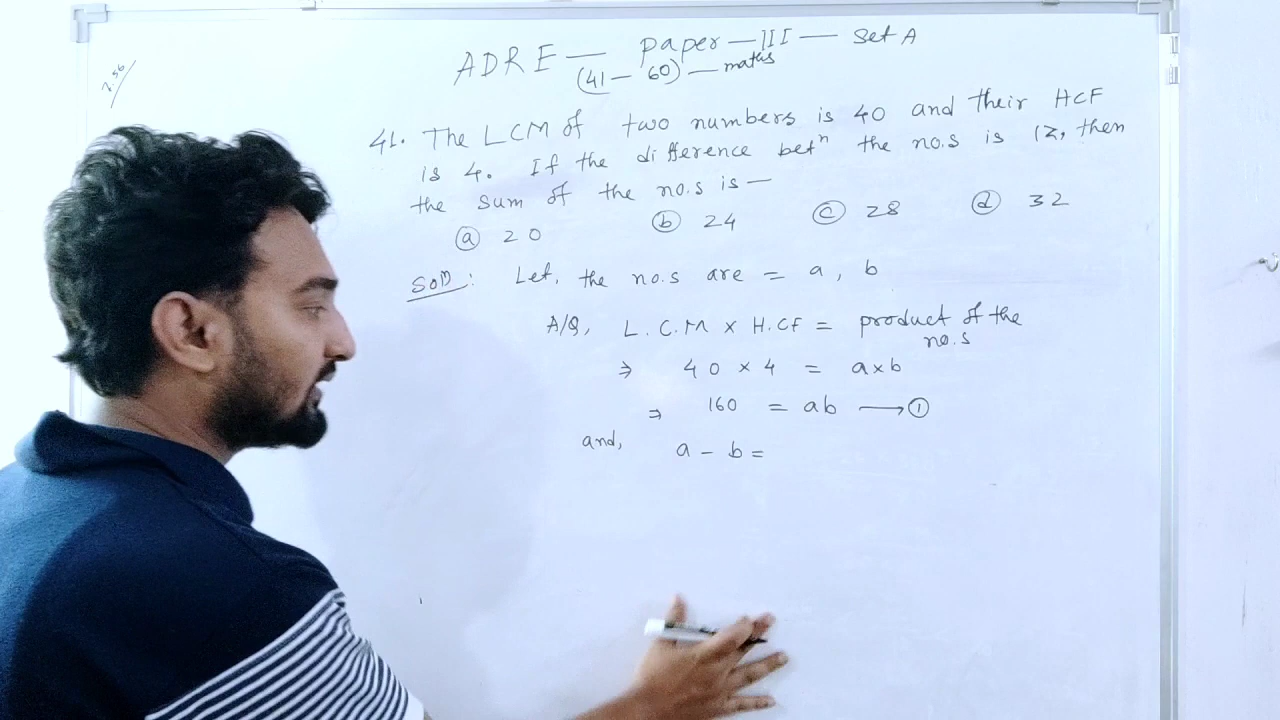 ADRE — Paper — III — Set A
(41 — 60) — maths
7.56
41. The LCM of two numbers is 40 and their HCF
is 4. If the difference betⁿ the no.s is 12, then
the sum of the no.s is —
(a) 20 (b) 24 (c) 28 (d) 32
Solⁿ: Let, the no.s are = a, b
A/Q, L.C.M × H.CF = product of the
no.s
⇒ 40 × 4 = a×b
⇒ 160 = ab ⟶ ①
and, a - b =